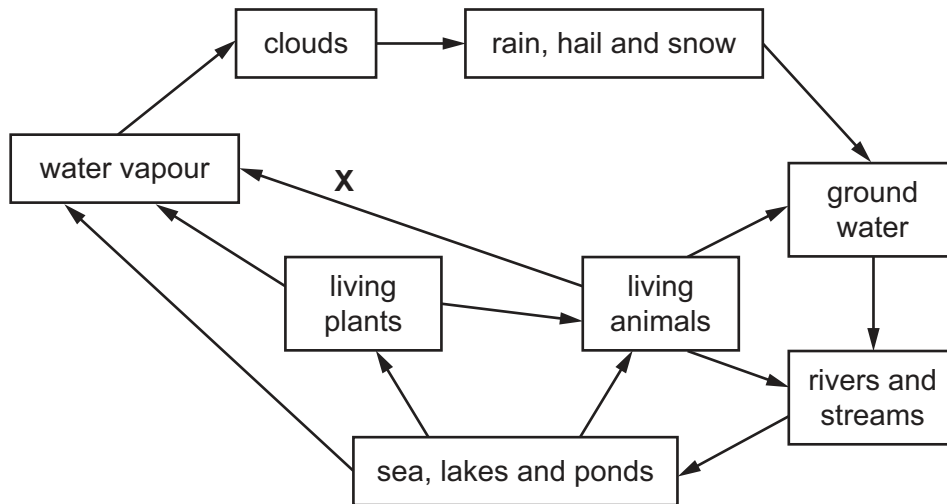 clouds
rain, hail and snow
water vapour
X
ground
water
living
plants
living
animals
rivers and
streams
sea, lakes and ponds